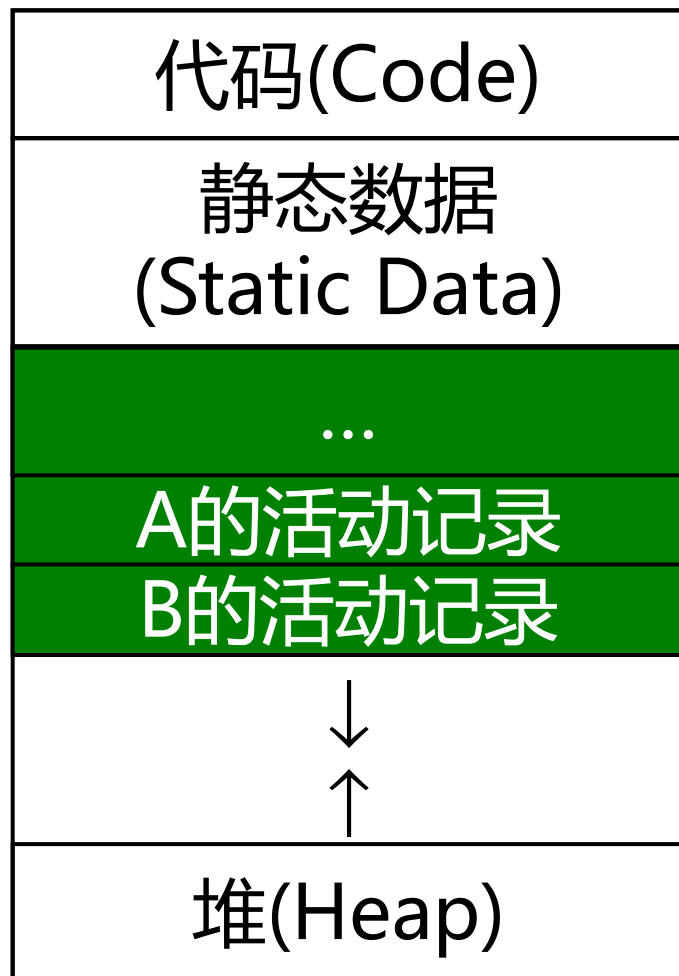 代码(Code)
静态数据
(Static Data)
...
A的活动记录
B的活动记录
↓
↑
堆(Heap)